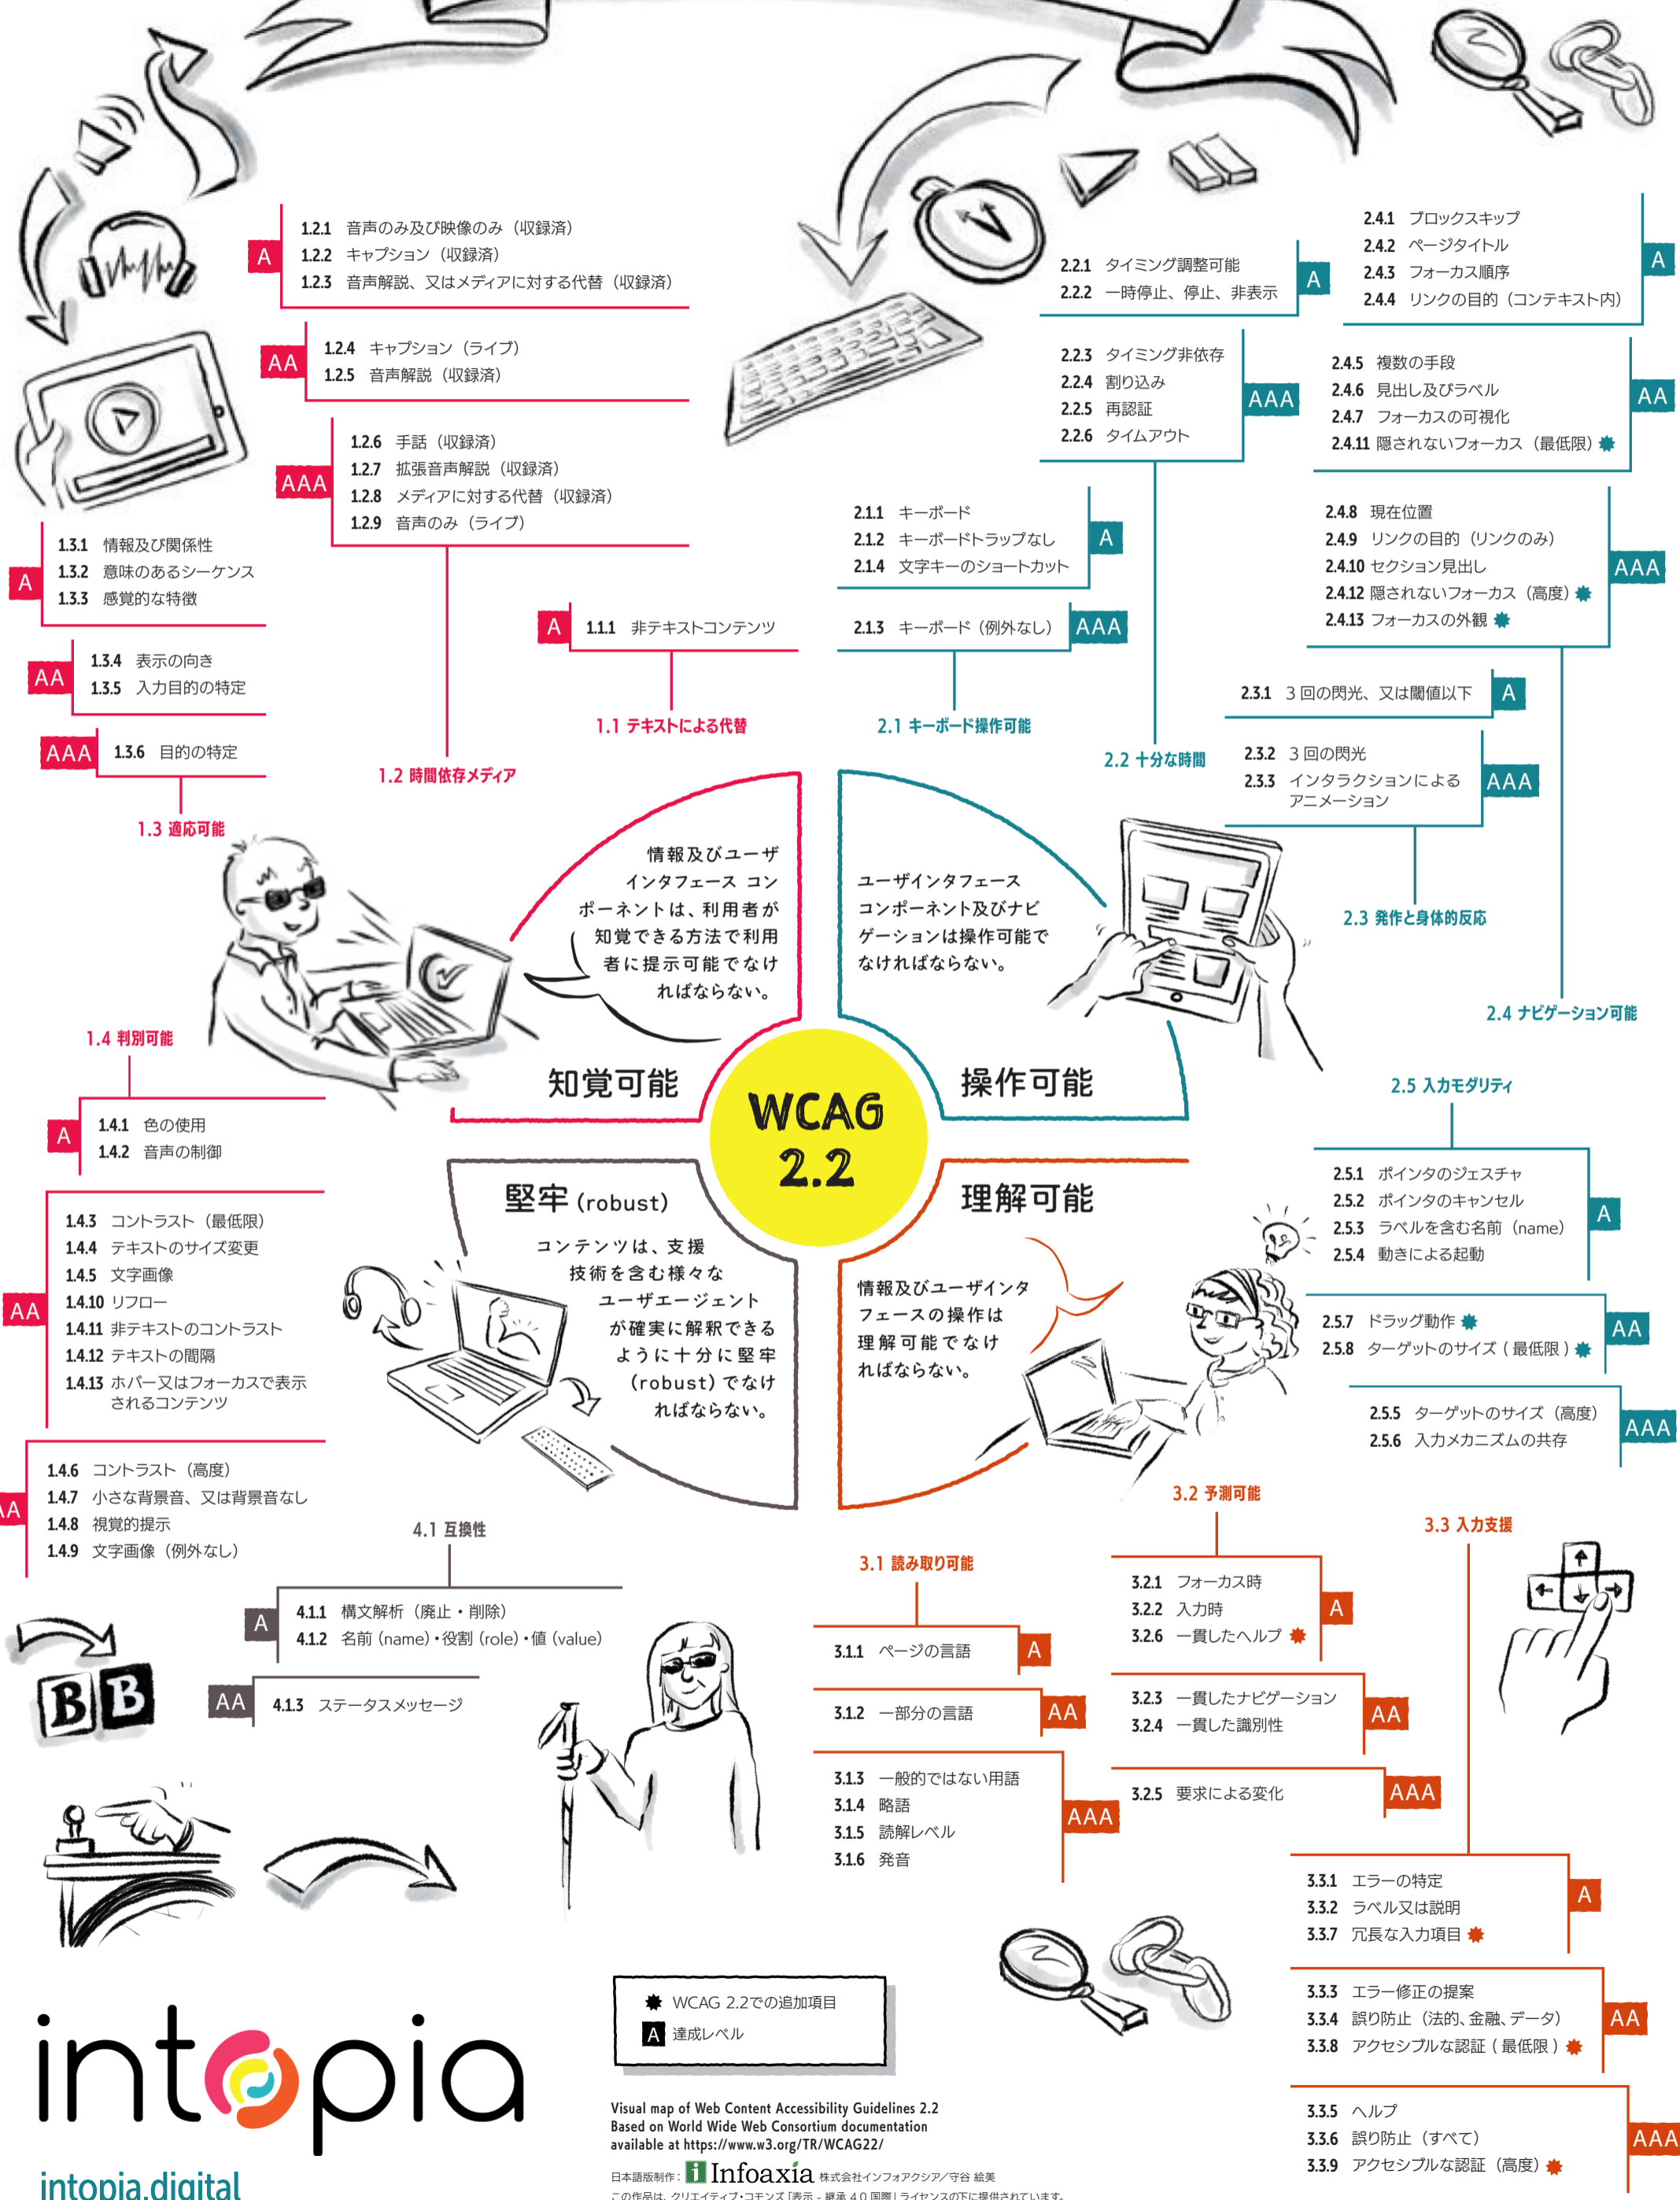 1.2.1 音声のみ及び映像のみ（収録済）
1.2.2 キャプション（収録済）
1.2.3 音声解説、又はメディアに対する代替（収録済）
A
1.2.4 キャプション（ライブ）
1.2.5 音声解説（収録済）
AA
1.2.6 手話（収録済）
1.2.7 拡張音声解説（収録済）
1.2.8 メディアに対する代替（収録済）
1.2.9 音声のみ（ライブ）
AAA
1.2 時間依存メディア
1.3.1 情報及び関係性
1.3.2 意味のあるシーケンス
1.3.3 感覚的な特徴
A
1.3.4 表示の向き
1.3.5 入力目的の特定
AA
AAA
1.3.6 目的の特定
1.3 適応可能
A
1.1.1 非テキストコンテンツ
1.1 テキストによる代替
2.1.1 キーボード
2.1.2 キーボードトラップなし
2.1.4 文字キーのショートカット
A
2.1.3 キーボード（例外なし）
AAA
2.1 キーボード操作可能
2.2.1 タイミング調整可能
2.2.2 一時停止、停止、非表示
A
2.2.3 タイミング非依存
2.2.4 割り込み
2.2.5 再認証
2.2.6 タイムアウト
AAA
2.2 十分な時間
2.4.1 ブロックスキップ
2.4.2 ページタイトル
2.4.3 フォーカス順序
2.4.4 リンクの目的（コンテキスト内）
A
2.4.5 複数の手段
2.4.6 見出し及びラベル
2.4.7 フォーカスの可視化
2.4.11 隠されないフォーカス（最低限）
AA
2.4.8 現在位置
2.4.9 リンクの目的（リンクのみ）
2.4.10 セクション見出し
2.4.12 隠されないフォーカス（高度）
2.4.13 フォーカスの外観
AAA
2.3.1 3回の閃光、又は閾値以下
A
2.3.2 3回の閃光
2.3.3 インタラクションによる
アニメーション
AAA
2.3 発作と身体的反応
2.4 ナビゲーション可能
情報及びユーザ
インタフェース コン
ポーネントは、利用者が
知覚できる方法で利用
者に提示可能でなけ
ればならない。
知覚可能
ユーザインタフェース
コンポーネント及びナビ
ゲーションは操作可能で
なければならない。
操作可能
WCAG
2.2
堅牢 (robust)
コンテンツは、支援
技術を含む様々な
ユーザエージェント
が確実に解釈できる
ように十分に堅牢
(robust) でなけ
ればならない。
理解可能
情報及びユーザインタ
フェースの操作は
理解可能でなけ
ればならない。
1.4 判別可能
A
1.4.1 色の使用
1.4.2 音声の制御
AA
1.4.3 コントラスト（最低限）
1.4.4 テキストのサイズ変更
1.4.5 文字画像
1.4.10 リフロー
1.4.11 非テキストのコントラスト
1.4.12 テキストの間隔
1.4.13 ホバー又はフォーカスで表示
されるコンテンツ
AA
1.4.6 コントラスト（高度）
1.4.7 小さな背景音、又は背景音なし
1.4.8 視覚的提示
1.4.9 文字画像（例外なし）
2.5 入力モダリティ
2.5.1 ポインタのジェスチャ
2.5.2 ポインタのキャンセル
2.5.3 ラベルを含む名前（name）
2.5.4 動きによる起動
A
2.5.7 ドラッグ動作
2.5.8 ターゲットのサイズ ( 最低限 )
AA
2.5.5 ターゲットのサイズ（高度）
2.5.6 入力メカニズムの共存
AAA
4.1 互換性
A
4.1.1 構文解析（廃止・削除）
4.1.2 名前 (name)・役割 (role)・値 (value)
AA
4.1.3 ステータスメッセージ
B B
3.1 読み取り可能
3.1.1 ページの言語
A
3.1.2 一部分の言語
AA
3.1.3 一般的ではない用語
3.1.4 略語
3.1.5 読解レベル
3.1.6 発音
AAA
3.2 予測可能
3.2.1 フォーカス時
3.2.2 入力時
3.2.6 一貫したヘルプ
A
3.2.3 一貫したナビゲーション
3.2.4 一貫した識別性
AA
3.2.5 要求による変化
AAA
3.3 入力支援
3.3.1 エラーの特定
3.3.2 ラベル又は説明
3.3.7 冗長な入力項目
A
3.3.3 エラー修正の提案
3.3.4 誤り防止（法的、金融、データ）
3.3.8 アクセシブルな認証 ( 最低限 )
AA
3.3.5 ヘルプ
3.3.6 誤り防止（すべて）
3.3.9 アクセシブルな認証（高度）
AAA
WCAG 2.2での追加項目
A 達成レベル
intopia
intopia.digital
Visual map of Web Content Accessibility Guidelines 2.2
Based on World Wide Web Consortium documentation
available at https://www.w3.org/TR/WCAG22/
日本語版制作： i Infoaxia 株式会社インフォアクシア／守谷 絵美
この作品は、クリエイティブ・コモンズ「表示 - 継承 4.0 国際」ライセンスの下に提供されています。